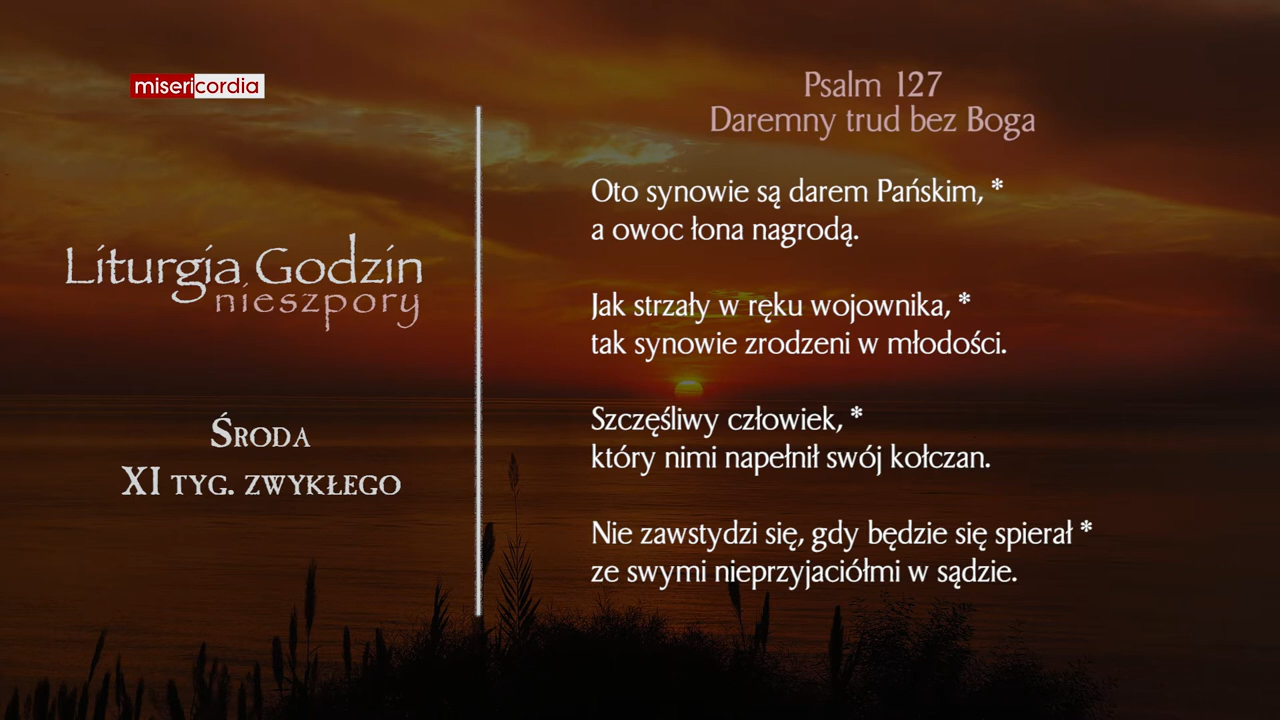 misericordia
Liturgia Godzin
nieszpory
Środa
XI tyg. zwykłego
Psalm 127
Daremny trud bez Boga
Oto synowie są darem Pańskim, *
a owoc łona nagrodą.
Jak strzały w ręku wojownika, *
tak synowie zrodzeni w młodości.
Szczęśliwy człowiek, *
który nimi napełnił swój kołczan.
Nie zawstydzi się, gdy będzie się spierał *
ze swymi nieprzyjaciółmi w sądzie.